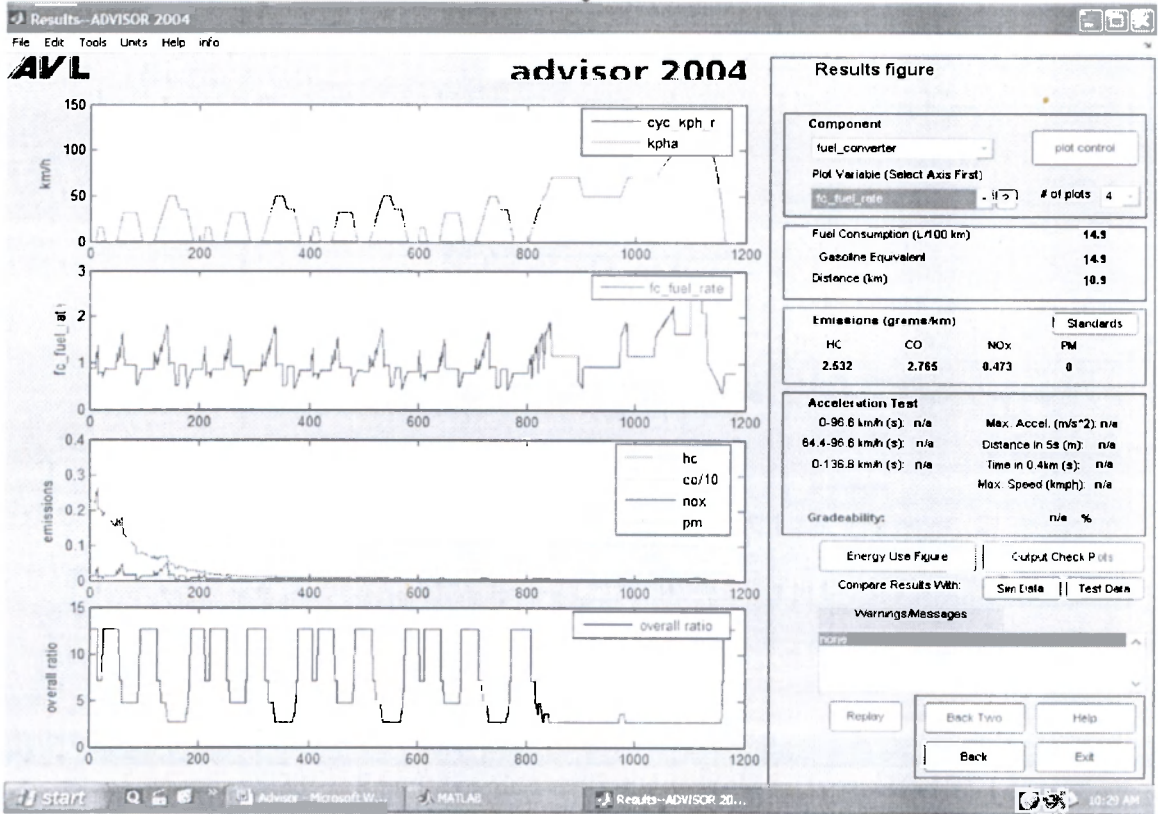 Results--ADVISOR 2004
File Edit Tools Units Help info
AVL
advisor 2004
150
100
50
0
km/h
cyc_kph_r
kpha
0 200 400 600 800 1000 1200
3
2
1
0
fc_fuel_rate
0 200 400 600 800 1000 1200
0.4
0.3
0.2
0.1
0
emissions
hc
co/10
nox
pm
0 200 400 600 800 1000 1200
15
10
5
0
overall ratio
overall ratio
0 200 400 600 800 1000 1200
Results figure
Component
fuel_converter
plot control
Plot Variable (Select Axis First)
fc_fuel_rate
# of plots 4
Fuel Consumption (L/100 km) 14.9
Gasoline Equivalent 14.9
Distance (km) 10.9
Emissions (grams/km)
Standards
HC CO NOx PM
2.532 2.765 0.473 0
Acceleration Test
0-96.6 km/h (s): n/a Max. Accel. (m/s^2): n/a
64.4-96.6 km/h (s): n/a Distance in 5s (m): n/a
0-136.8 km/h (s): n/a Time in 0.4km (s): n/a
Max. Speed (kmph): n/a
Gradeability: n/a %
Energy Use Figure
Output Check Plots
Compare Results With:
Sim Data
Test Data
Warnings/Messages
none
Replay
Back Two
Help
Back
Exit
start
Advisor - Microsoft W...
MATLAB
Results--ADVISOR 20...
10:29 AM